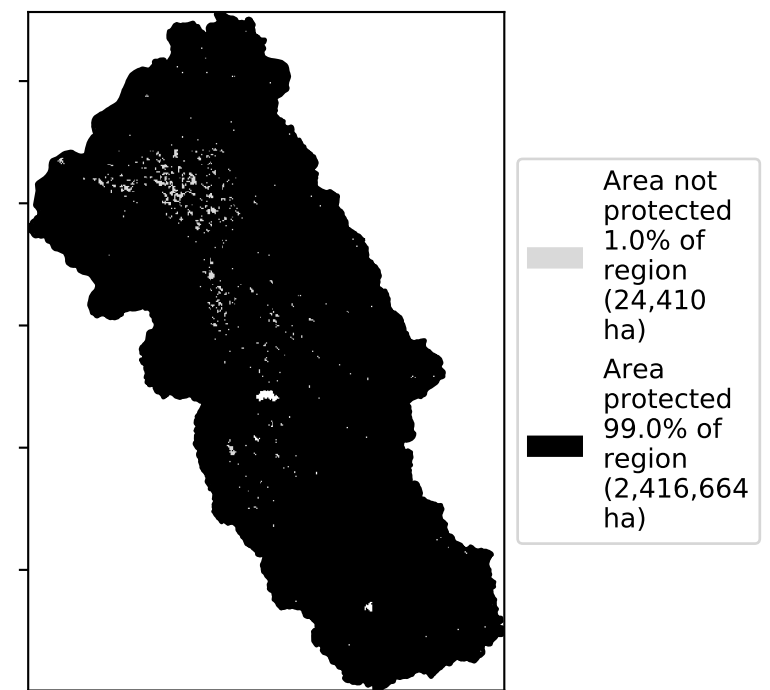 Area not
protected
1.0% of
region
(24,410
ha)
Area
protected
99.0% of
region
(2,416,664
ha)